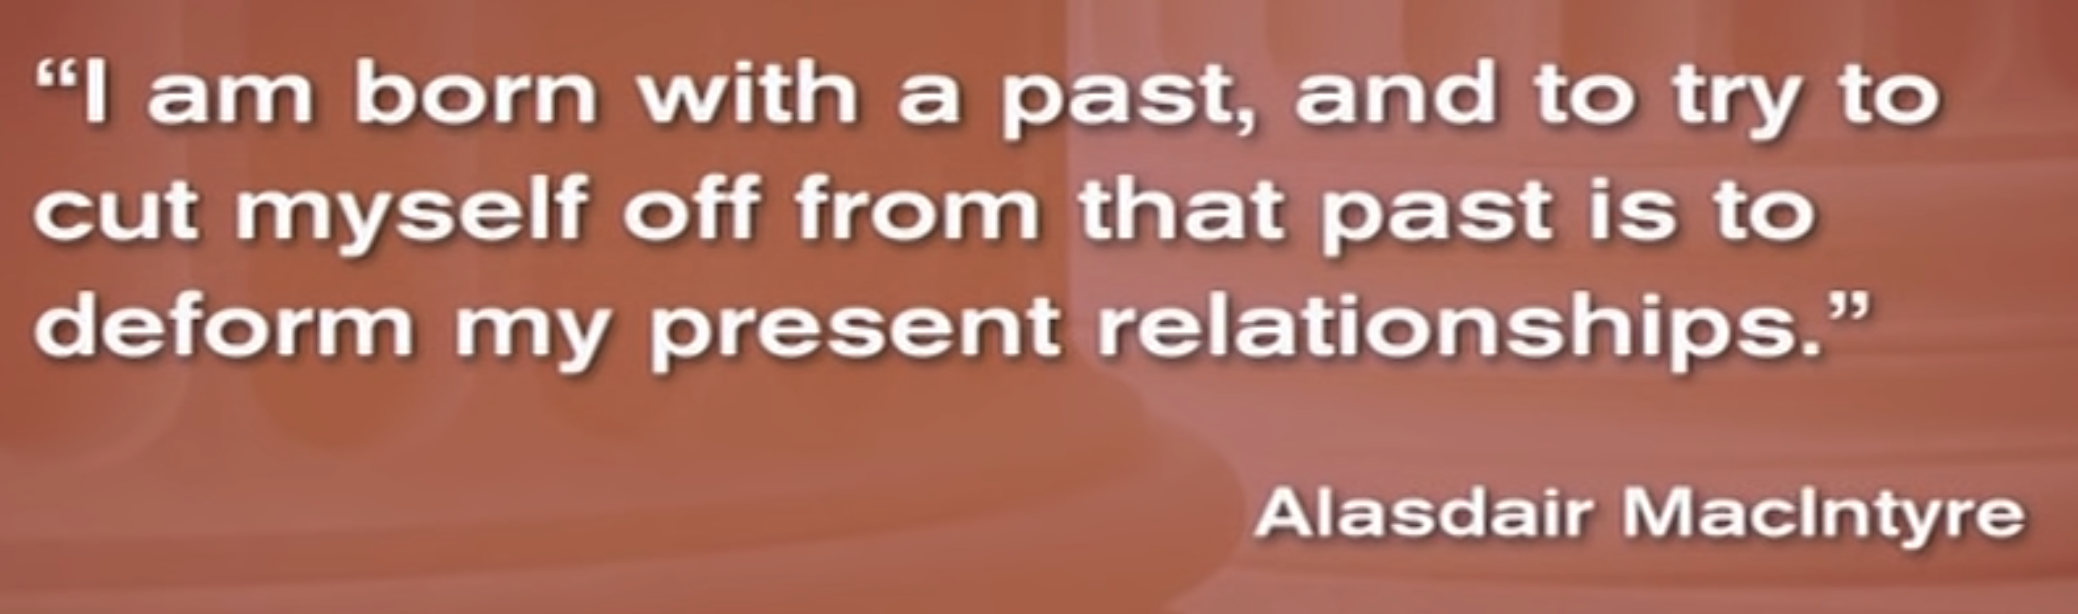 “I am born with a past, and to try to
cut myself off from that past is to
deform my present relationships.”
Alasdair MacIntyre